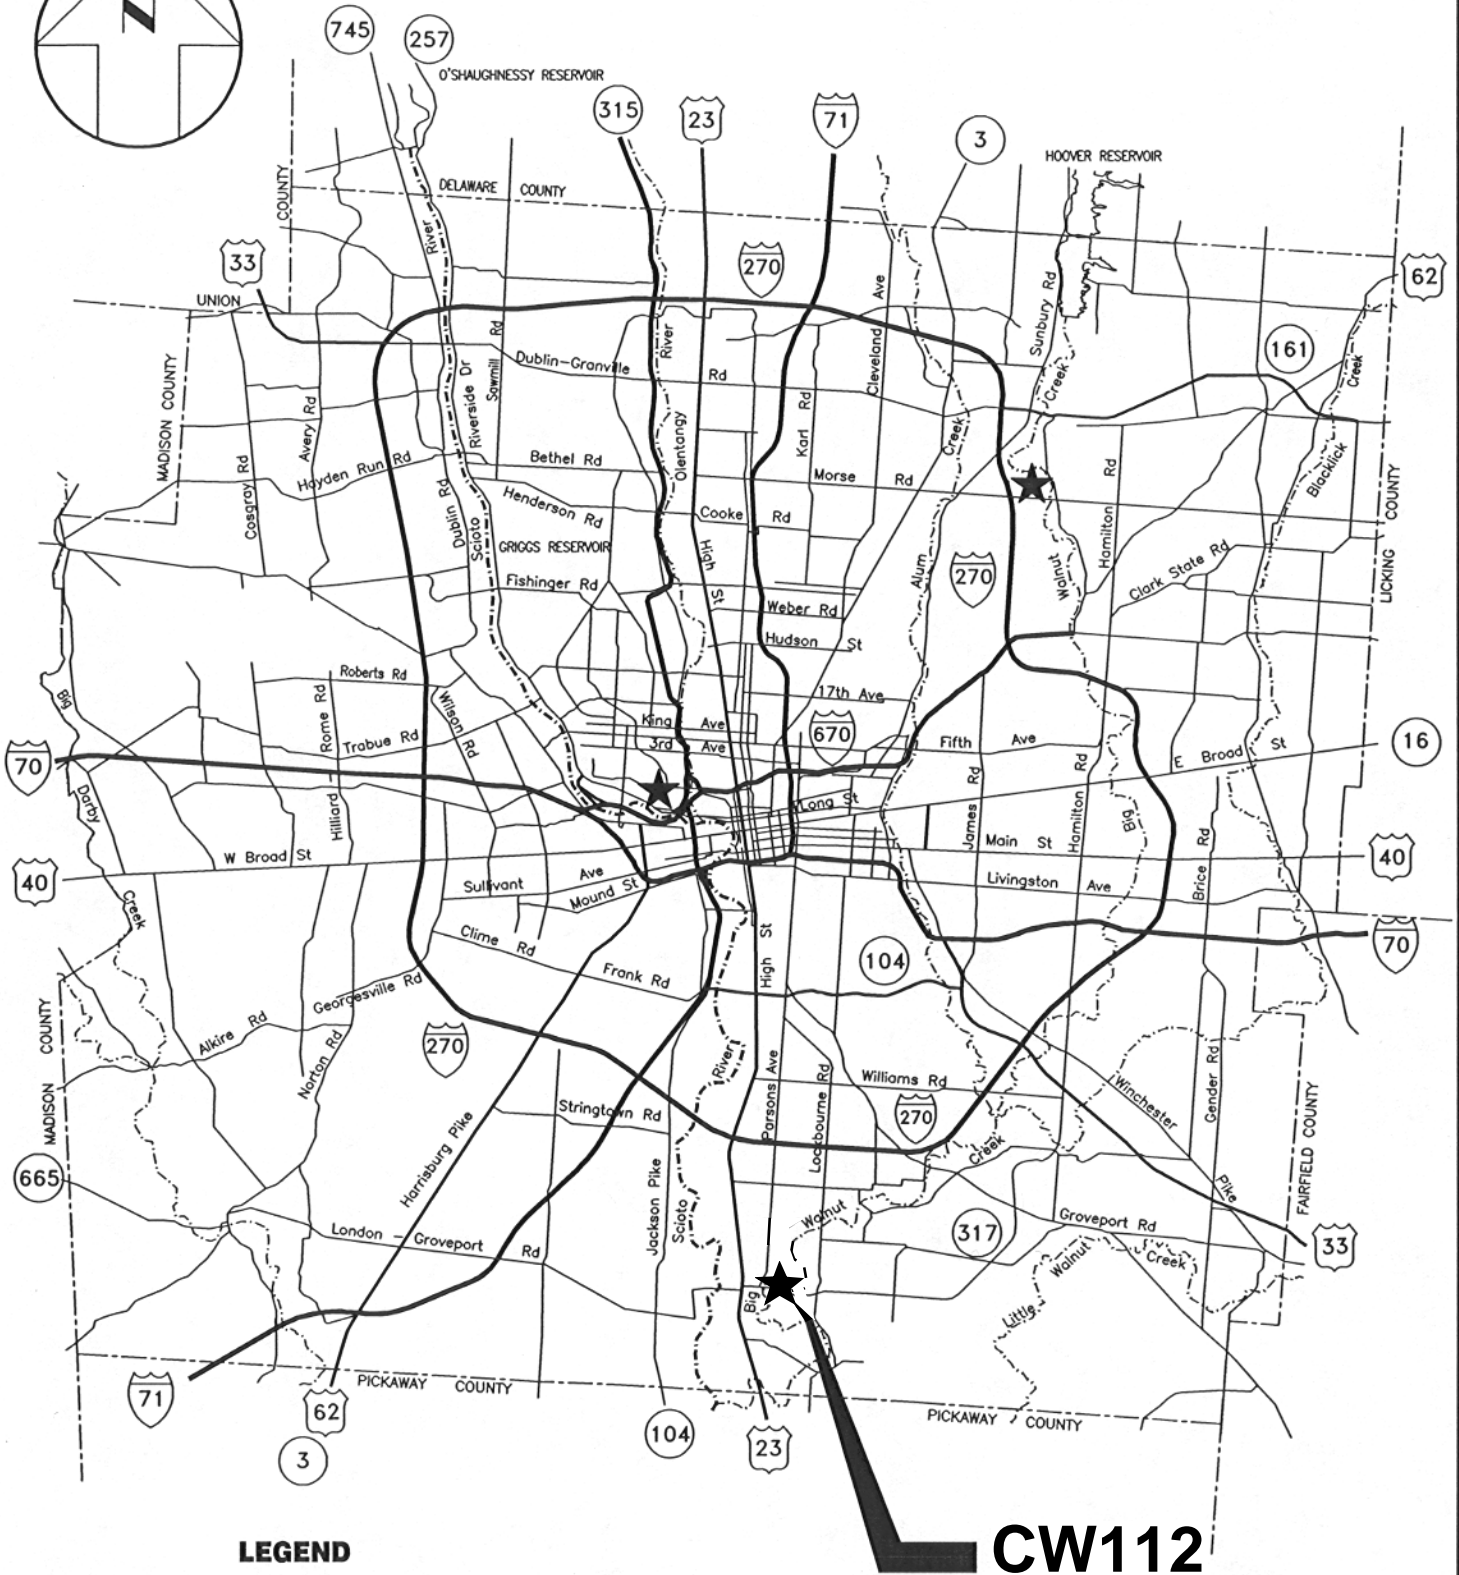 N
745
257
O'SHAUGHNESSY RESERVOIR
315
23
71
3
HOOVER RESERVOIR
COUNTY
DELAWARE COUNTY
River
33
270
62
UNION
Ave
Sunbury Rd
161
Rd
River
Cleveland
Creek
Dublin-Granville
Rd
Riverside Dr
Sawmill
Creek
MADISON COUNTY
Avery Rd
Karl Rd
Olentangy
Creek
Bethel Rd
Hayden Run Rd
Cosgray Rd
Morse Rd
Hamilton Rd
Blacklick
LICKING COUNTY
Dublin Rd
Henderson Rd
Cooke Rd
Scioto
GRIGGS RESERVOIR
High St
Alum
270
Walnut
Clark State Rd
Fishinger Rd
Weber Rd
Hudson St
Roberts Rd
Big
Rome Rd
Wilson Rd
17th Ave
King Ave
670
Trabue Rd
3rd Ave
Fifth Ave
E Broad St
16
70
Darby
Hilliard
Long St
James Rd
Hamilton Rd
Big
Main St
Brice Rd
40
W Broad St
40
Sullivant Ave
Mound St
Livingston Ave
Creek
Clime Rd
High St
70
104
Frank Rd
Georgesville Rd
Alkire Rd
MADISON COUNTY
Norton Rd
270
River
Parsons Ave
Lockbourne Rd
Williams Rd
Gender Rd
Winchester
Stringtown Rd
270
Harrisburg Pike
Creek
FAIRFIELD COUNTY
665
Jackson Pike
Scioto
Pike
Walnut
317
Groveport Rd
London - Groveport Rd
33
Walnut
Creek
Big
Little
71
PICKAWAY COUNTY
62
3
104
23
PICKAWAY COUNTY
LEGEND
CW112